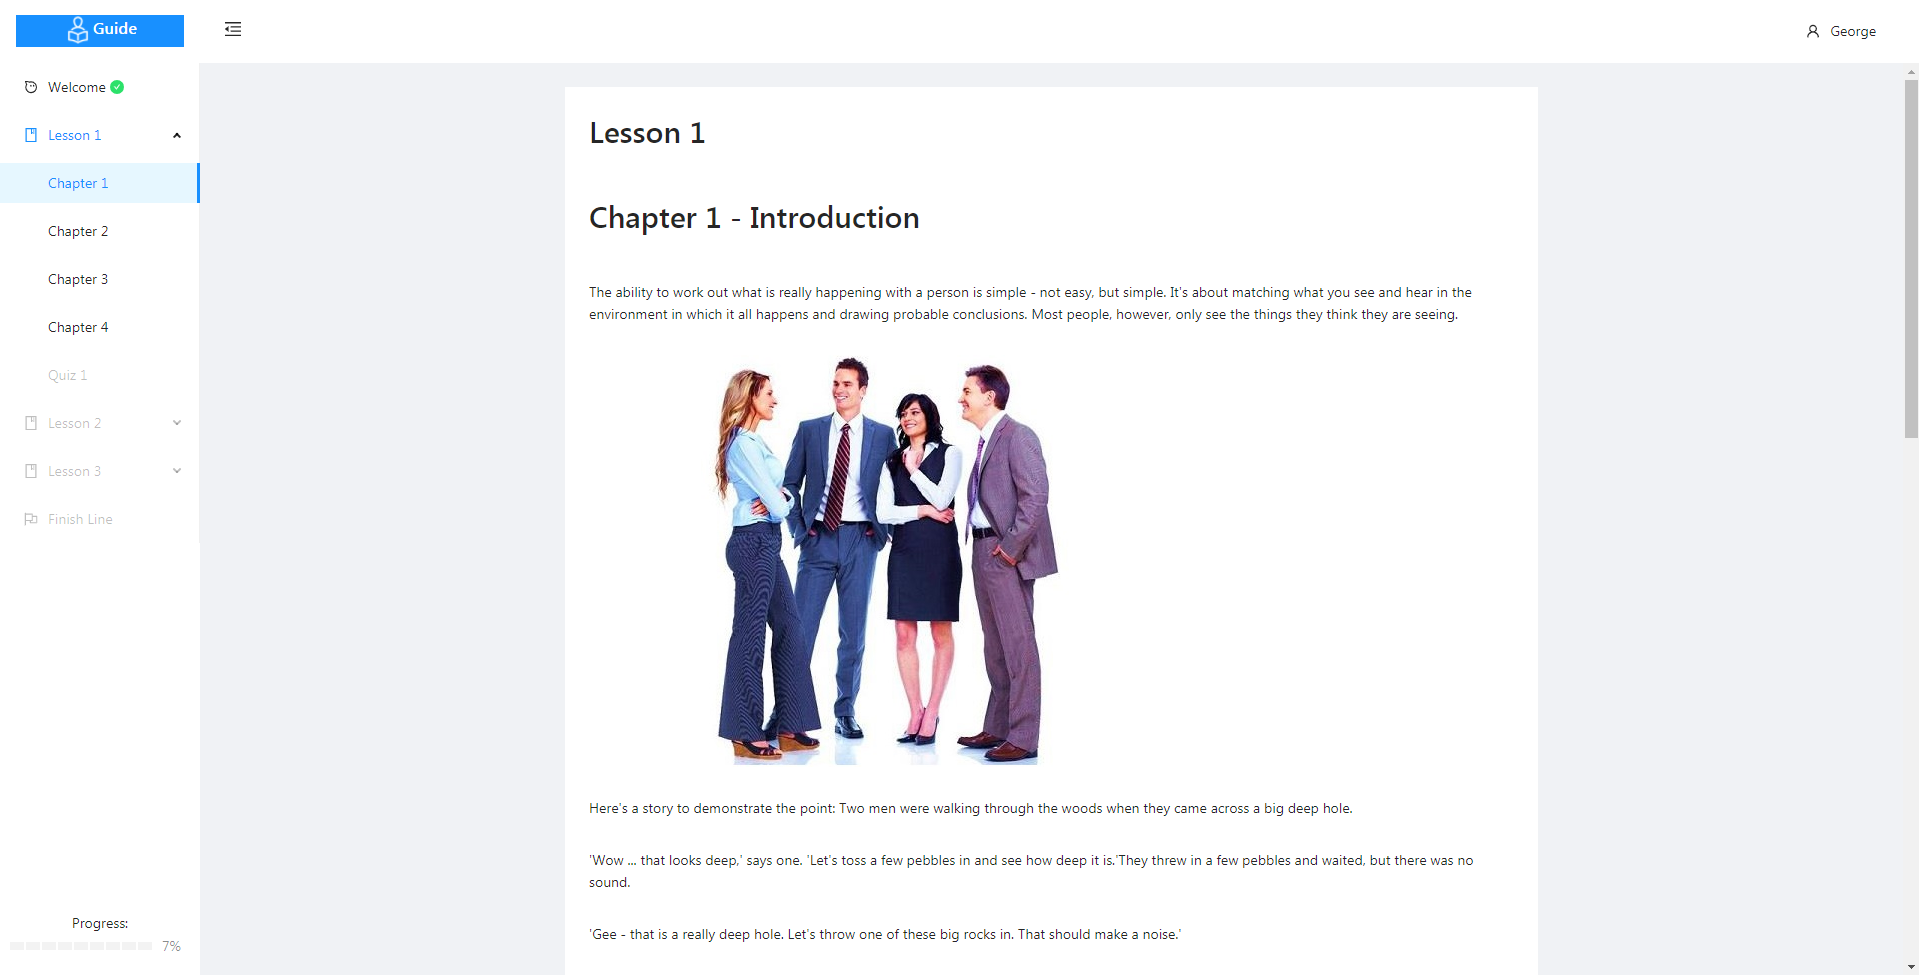 Guide
George
Welcome
Lesson 1
Chapter 1
Chapter 2
Chapter 3
Chapter 4
Quiz 1
Lesson 2
Lesson 3
Finish Line
Progress:
7%
Lesson 1
Chapter 1 - Introduction
The ability to work out what is really happening with a person is simple - not easy, but simple. It's about matching what you see and hear in the
environment in which it all happens and drawing probable conclusions. Most people, however, only see the things they think they are seeing.
Here's a story to demonstrate the point: Two men were walking through the woods when they came across a big deep hole.
'Wow ... that looks deep,' says one. 'Let's toss a few pebbles in and see how deep it is.'They threw in a few pebbles and waited, but there was no
sound.
'Gee - that is a really deep hole. Let's throw one of these big rocks in. That should make a noise.'